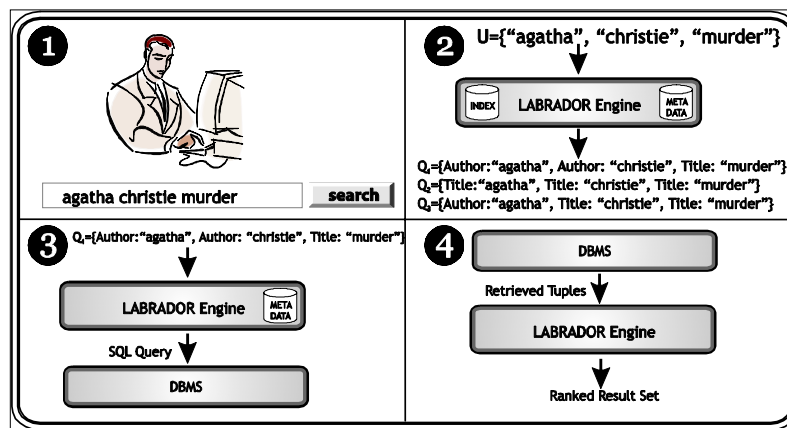 1
agatha christie murder
search
2
U={“agatha”, “christie”, “murder”}
INDEX
LABRADOR Engine
META
DATA
Q₁={Author:“agatha”, Author: “christie”, Title: “murder”}
Q₂={Title:“agatha”, Title: “christie”, Title: “murder”}
Q₃={Author:“agatha”, Title: “christie”, Title: “murder”}
3
Q₁={Author:“agatha”, Author: “christie”, Title: “murder”}
LABRADOR Engine
META
DATA
SQL Query
DBMS
4
DBMS
Retrieved Tuples
LABRADOR Engine
Ranked Result Set